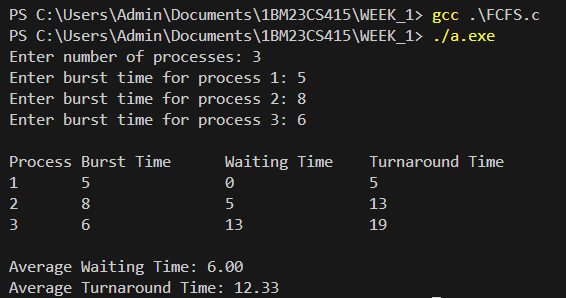 PS C:\Users\Admin\Documents\1BM23CS415\WEEK_1> gcc .\FCFS.c
PS C:\Users\Admin\Documents\1BM23CS415\WEEK_1> ./a.exe
Enter number of processes: 3
Enter burst time for process 1: 5
Enter burst time for process 2: 8
Enter burst time for process 3: 6
Process Burst Time Waiting Time Turnaround Time
1 5 0 5
2 8 5 13
3 6 13 19
Average Waiting Time: 6.00
Average Turnaround Time: 12.33